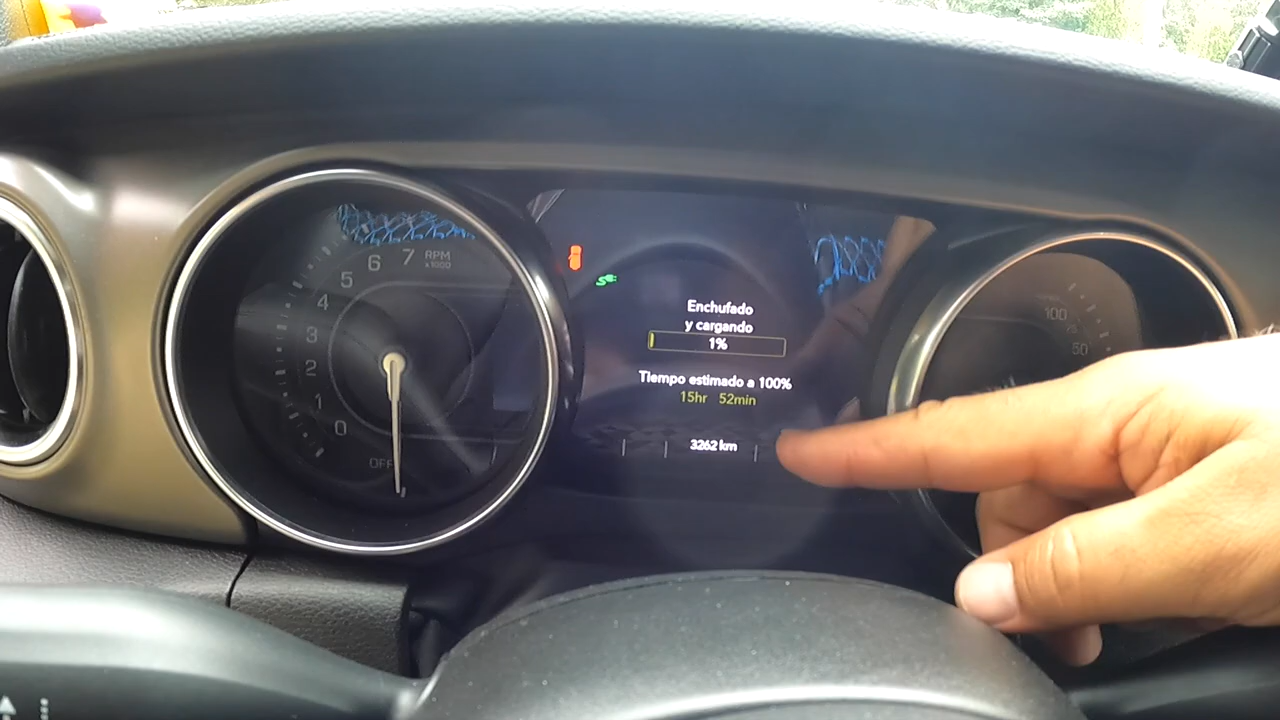 7
6
5
4
3
2
1
0
OFF
RPM
x1000
Enchufado
y cargando
1%
Tiempo estimado a 100%
15hr 52min
3262 km
100
50